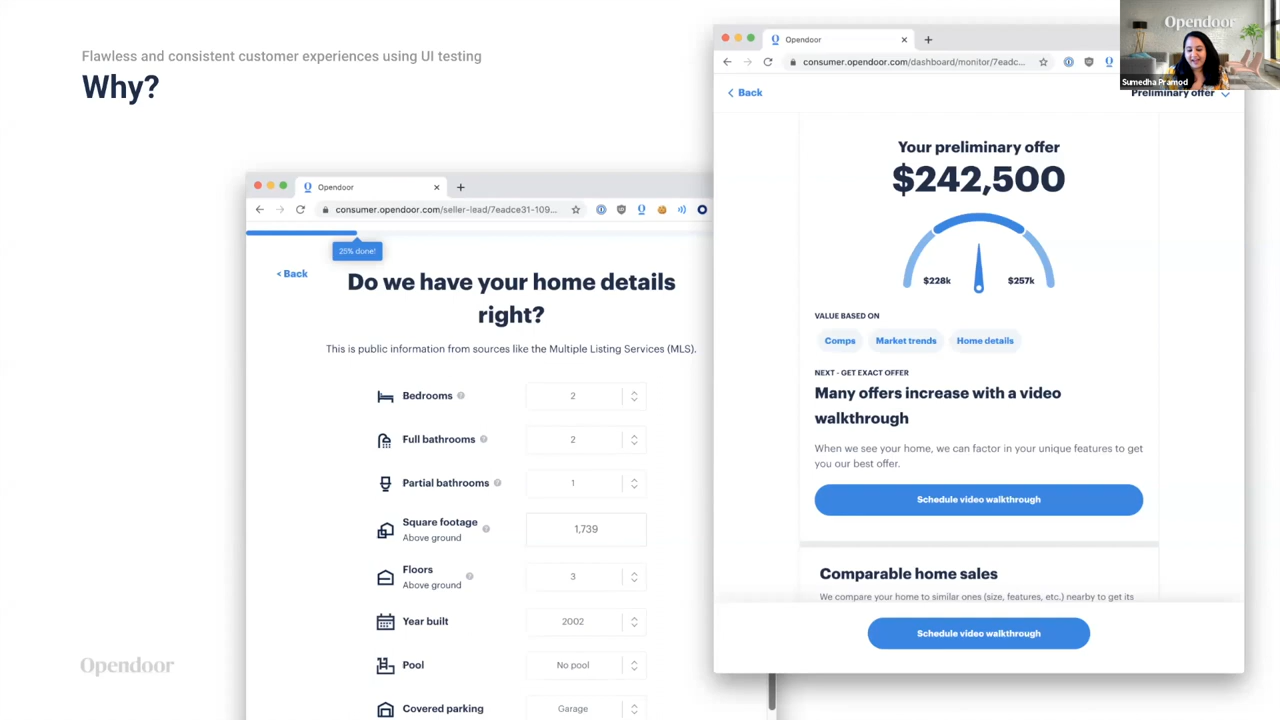 Flawless and consistent customer experiences using UI testing
Why?
Opendoor
consumer.opendoor.com/seller-lead/7eadce31-109...
25% done!
< Back
Do we have your home details
right?
This is public information from sources like the Multiple Listing Services (MLS).
Bedrooms
2
Full bathrooms
2
Partial bathrooms
1
Square footage
Above ground
1,739
Floors
Above ground
3
Year built
2002
Pool
No pool
Covered parking
Garage
Opendoor
Opendoor
consumer.opendoor.com/dashboard/monitor/7eadc...
Back
Preliminary offer
Your preliminary offer
$242,500
$228k
$257k
VALUE BASED ON
Comps
Market trends
Home details
NEXT - GET EXACT OFFER
Many offers increase with a video
walkthrough
When we see your home, we can factor in your unique features to get
you our best offer.
Schedule video walkthrough
Comparable home sales
We compare your home to similar ones (size, features, etc.) nearby to get its
Schedule video walkthrough
Opendoor
Sumedha Pramod